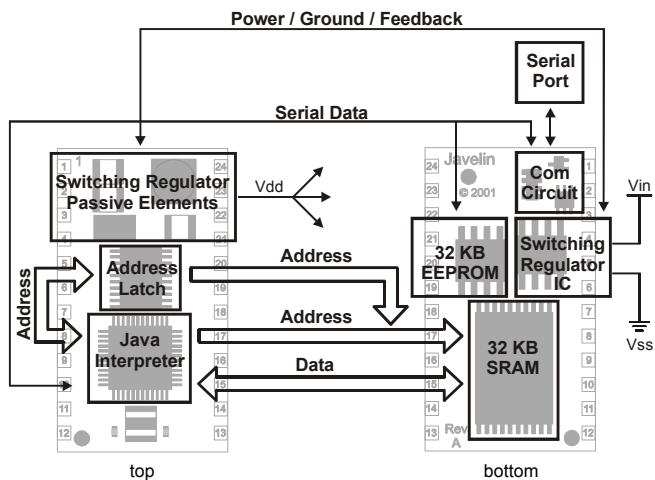 Power / Ground / Feedback
Serial
Port
Serial Data
1
2
3
4
5
6
7
8
9
10
11
12
1
24
23
22
21
20
19
18
17
16
15
14
13
Switching Regulator
Passive Elements
Vdd
Address
Latch
Address
Java
Interpreter
Address
Address
Data
24
23
22
21
20
19
18
17
16
15
14
13
Javelin
© 2001
Com
Circuit
1
2
3
4
6
7
8
9
10
11
12
32 KB
EEPROM
Switching
Regulator
IC
Vin
Vss
32 KB
SRAM
Rev
A
top
bottom